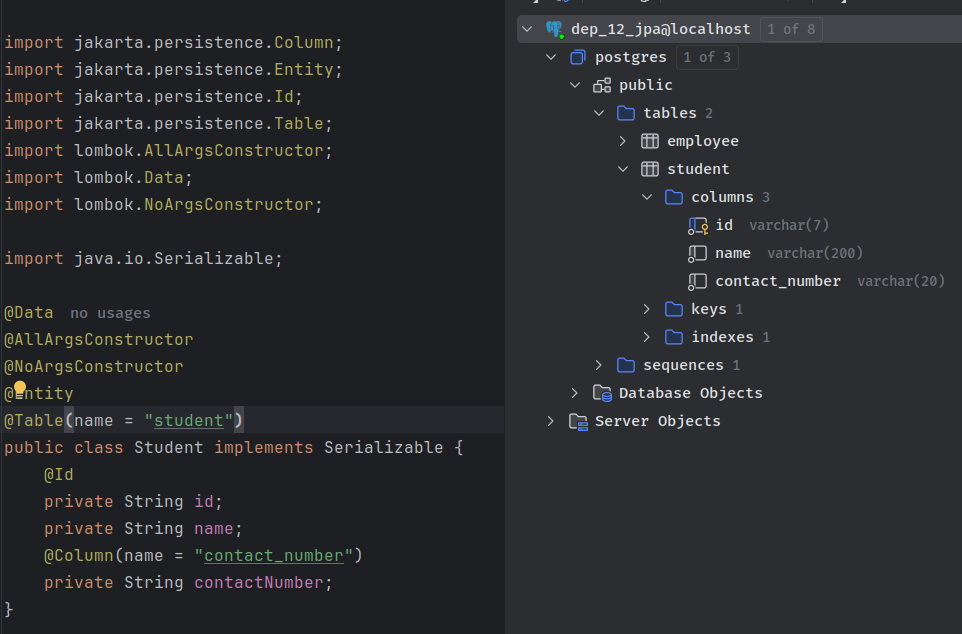 import jakarta.persistence.Column;
import jakarta.persistence.Entity;
import jakarta.persistence.Id;
import jakarta.persistence.Table;
import lombok.AllArgsConstructor;
import lombok.Data;
import lombok.NoArgsConstructor;
import java.io.Serializable;
@Data no usages
@AllArgsConstructor
@NoArgsConstructor
@Entity
@Table(name = "student")
public class Student implements Serializable {
@Id
private String id;
private String name;
@Column(name = "contact_number")
private String contactNumber;
}
dep_12_jpa@localhost 1 of 8
postgres 1 of 3
public
tables 2
employee
student
columns 3
id varchar(7)
name varchar(200)
contact_number varchar(20)
keys 1
indexes 1
sequences 1
Database Objects
Server Objects